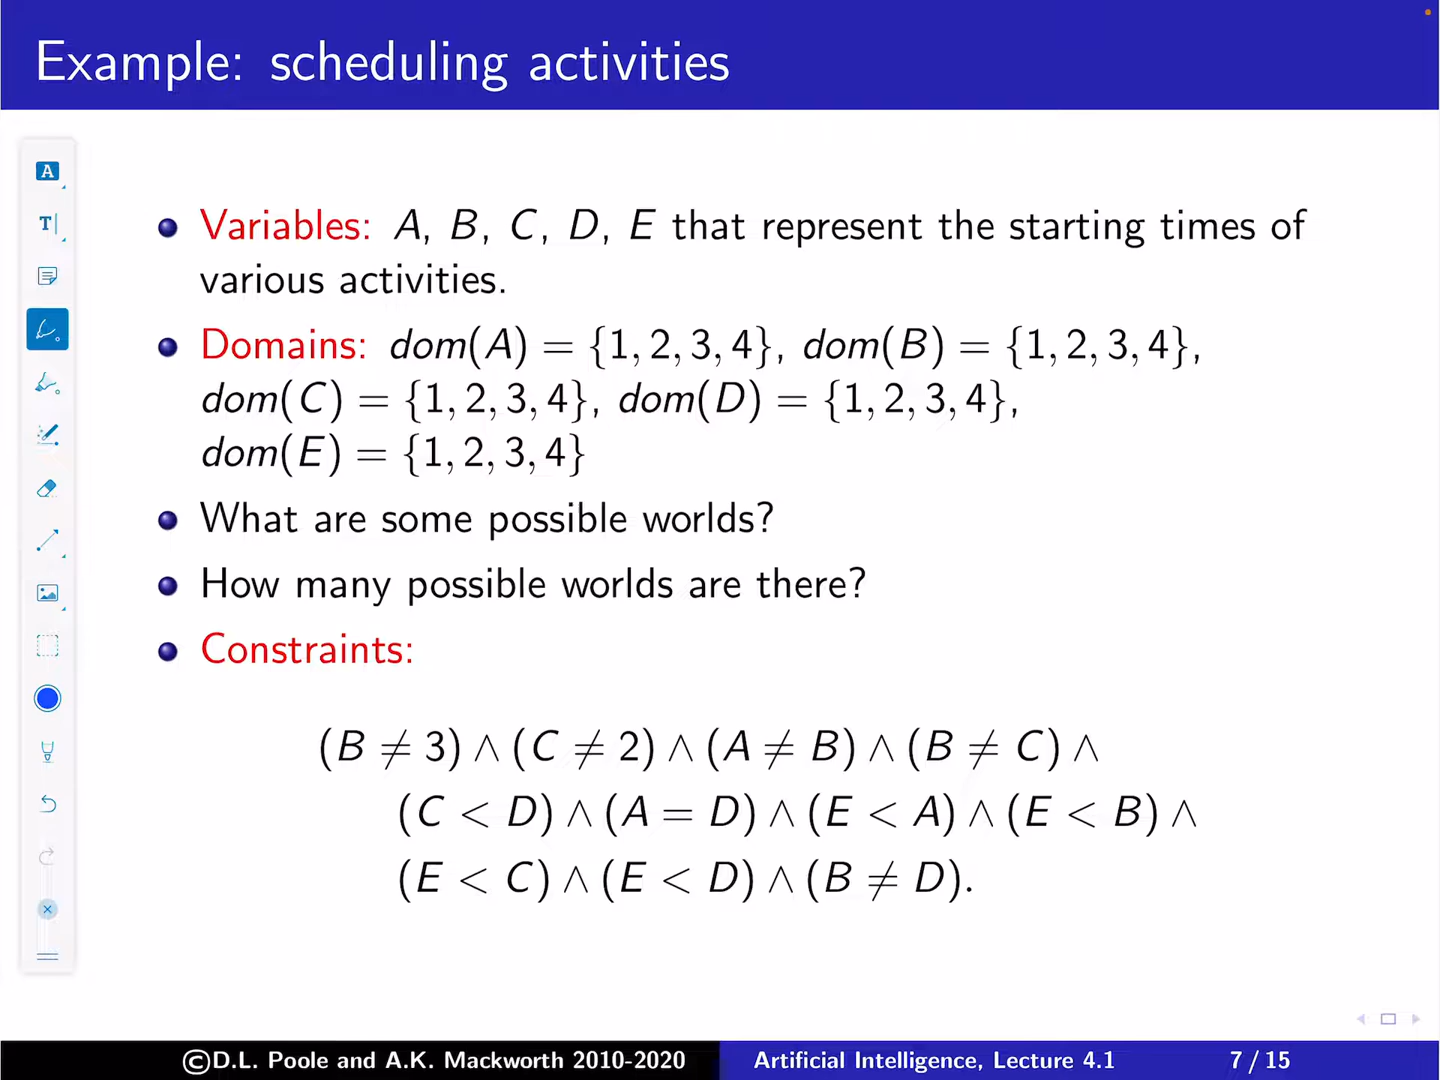 Example: scheduling activities
A
T|
Variables: A, B, C, D, E that represent the starting times of
various activities.
Domains: dom(A) = {1, 2, 3, 4}, dom(B) = {1, 2, 3, 4},
dom(C) = {1, 2, 3, 4}, dom(D) = {1, 2, 3, 4},
dom(E) = {1, 2, 3, 4}
What are some possible worlds?
How many possible worlds are there?
Constraints:
(B ≠ 3) ∧ (C ≠ 2) ∧ (A ≠ B) ∧ (B ≠ C) ∧
(C < D) ∧ (A = D) ∧ (E < A) ∧ (E < B) ∧
(E < C) ∧ (E < D) ∧ (B ≠ D).
©D.L. Poole and A.K. Mackworth 2010-2020 Artificial Intelligence, Lecture 4.1 7 / 15